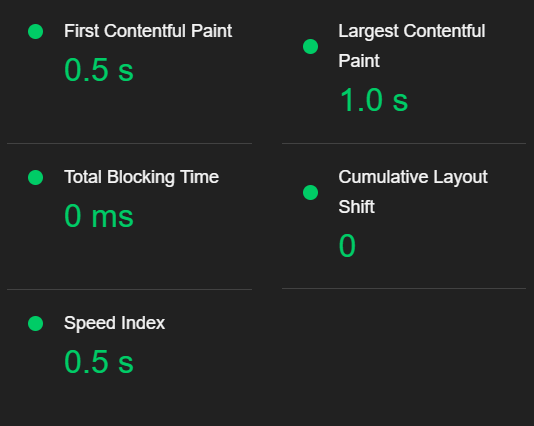 First Contentful Paint
0.5 s
Largest Contentful
Paint
1.0 s
Total Blocking Time
0 ms
Cumulative Layout
Shift
0
Speed Index
0.5 s